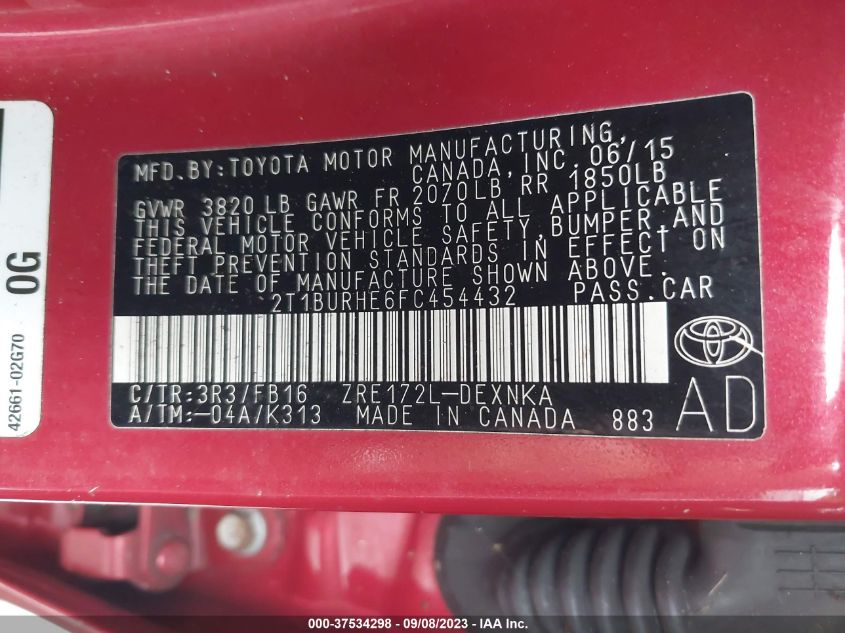 MFD.BY:TOYOTA MOTOR MANUFACTURING,
CANADA,INC. 06/15
GVWR 3820 LB GAWR FR 2070LB RR 1850LB
THIS VEHICLE CONFORMS TO ALL APPLICABLE
FEDERAL MOTOR VEHICLE SAFETY,BUMPER,AND
THEFT PREVENTION STANDARDS IN EFFECT ON
THE DATE OF MANUFACTURE SHOWN ABOVE.
2T1BURHE6FC454432 PASS.CAR
C/TR:3R3/FB16 ZRE172L-DEXNKA
A/TM:-04A/K313 MADE IN CANADA 883
AD
0G
42661-02G70
000-37534298 - 09/08/2023 - Copyright © IAA, Inc.